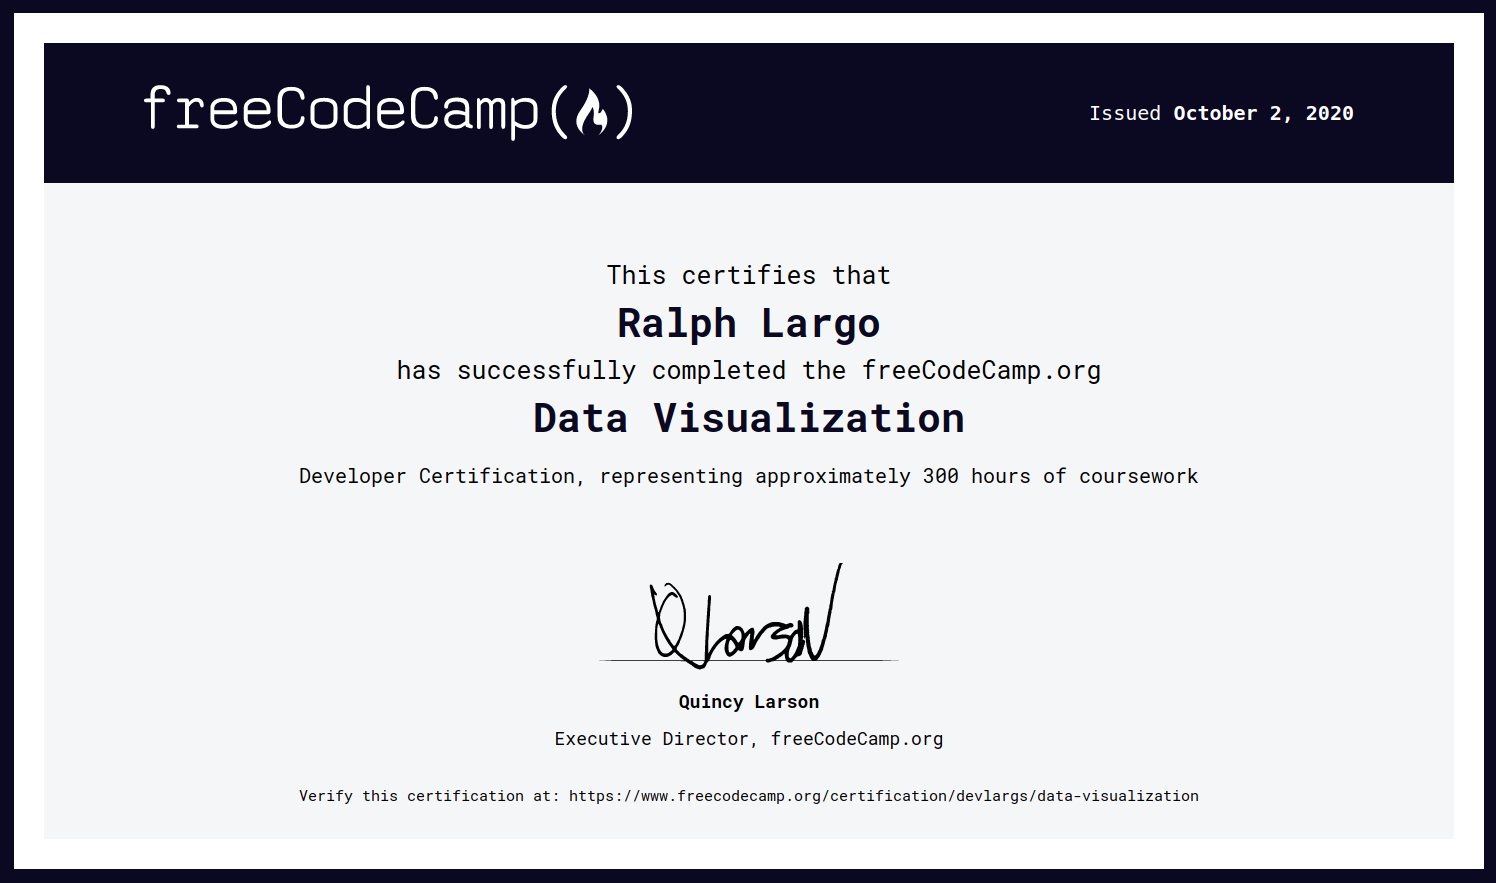 freeCodeCamp(🔥)
Issued October 2, 2020
This certifies that
Ralph Largo
has successfully completed the freeCodeCamp.org
Data Visualization
Developer Certification, representing approximately 300 hours of coursework
Q Larson
Quincy Larson
Executive Director, freeCodeCamp.org
Verify this certification at: https://www.freecodecamp.org/certification/devlargs/data-visualization